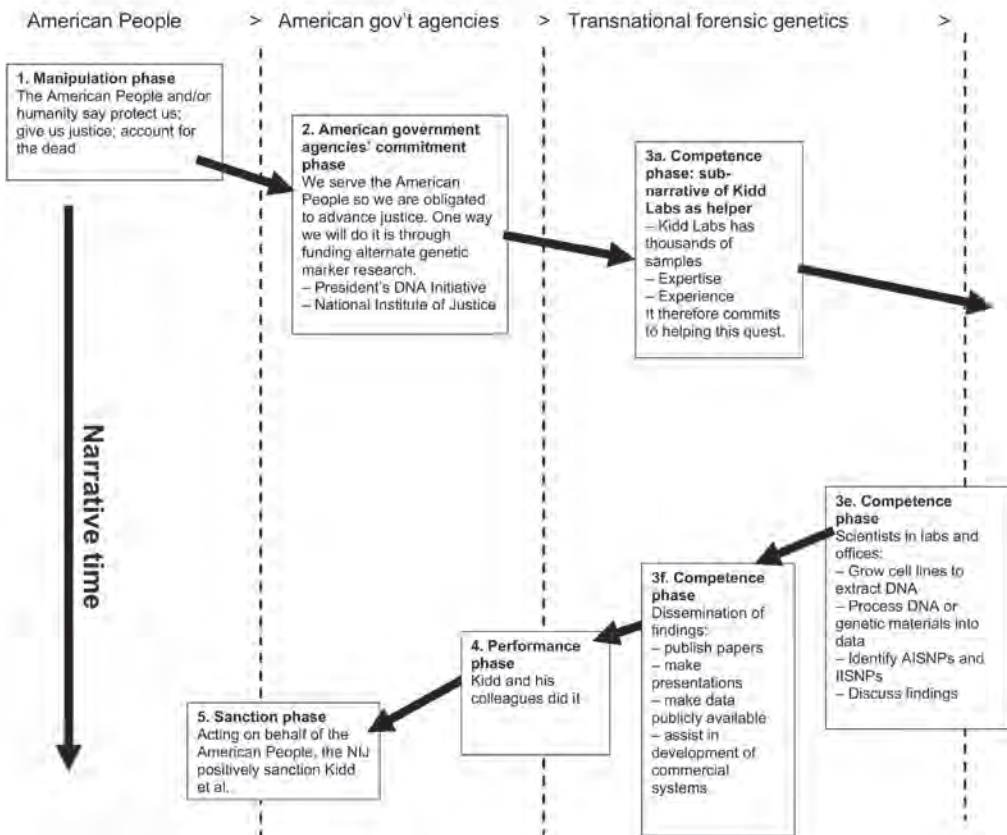 American People > American gov't agencies > Transnational forensic genetics >
1. Manipulation phase
The American People and/or
humanity say protect us;
give us justice; account for
the dead
2. American government
agencies' commitment
phase
We serve the American
People so we are obligated
to advance justice. One way
we will do it is through
funding alternate genetic
marker research.
– President's DNA Initiative
– National Institute of Justice
3a. Competence
phase: sub-
narrative of Kidd
Labs as helper
– Kidd Labs has
thousands of
samples
– Expertise
– Experience
It therefore commits
to helping this quest.
Narrative time
3e. Competence
phase
Scientists in labs and
offices:
– Grow cell lines to
extract DNA
– Process DNA or
genetic materials into
data
– Identify AISNPs and
IISNPs
– Discuss findings
3f. Competence
phase
Dissemination of
findings:
– publish papers
– make
presentations
– make data
publicly available
– assist in
development of
commercial
systems
4. Performance
phase
Kidd and his
colleagues did it
5. Sanction phase
Acting on behalf of the
American People, the NIJ
positively sanction Kidd
et al.